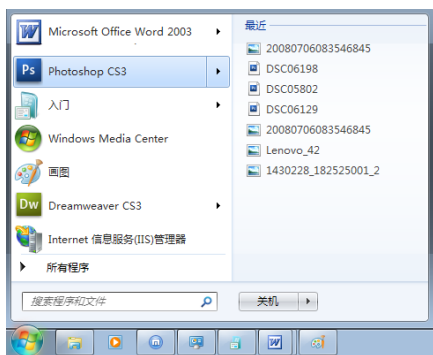 Microsoft Office Word 2003
Ps Photoshop CS3
入门
Windows Media Center
画图
Dw Dreamweaver CS3
Internet 信息服务(IIS)管理器
所有程序
搜索程序和文件
最近
20080706083546845
DSC06198
DSC05802
DSC06129
20080706083546845
Lenovo_42
1430228_182525001_2
关机